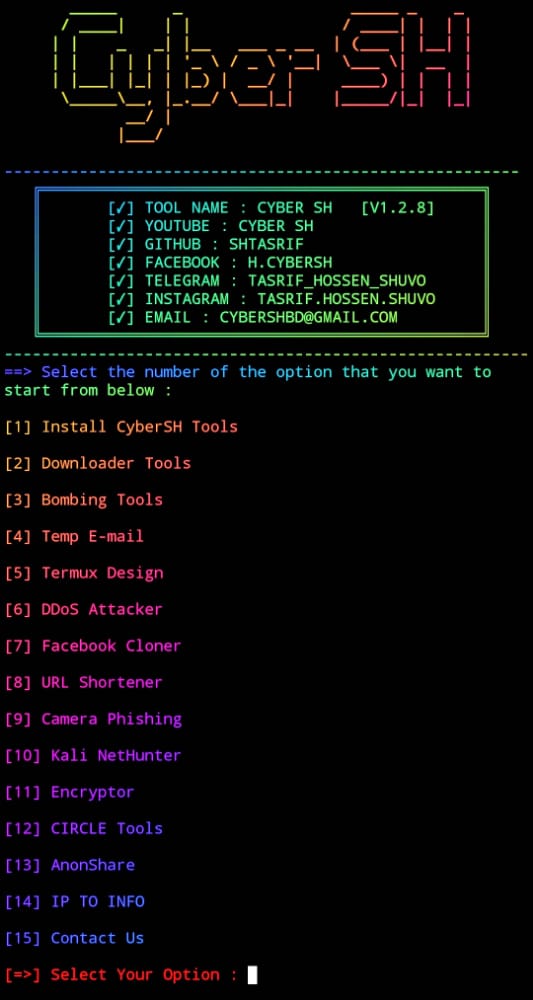 Cyber SH
[✓] TOOL NAME : CYBER SH [V1.2.8]
[✓] YOUTUBE : CYBER SH
[✓] GITHUB : SHTASRIF
[✓] FACEBOOK : H.CYBERSH
[✓] TELEGRAM : TASRIF_HOSSEN_SHUVO
[✓] INSTAGRAM : TASRIF.HOSSEN.SHUVO
[✓] EMAIL : CYBERSHBD@GMAIL.COM
==> Select the number of the option that you want to
start from below :
[1] Install CyberSH Tools
[2] Downloader Tools
[3] Bombing Tools
[4] Temp E-mail
[5] Termux Design
[6] DDoS Attacker
[7] Facebook Cloner
[8] URL Shortener
[9] Camera Phishing
[10] Kali NetHunter
[11] Encryptor
[12] CIRCLE Tools
[13] AnonShare
[14] IP TO INFO
[15] Contact Us
[=>] Select Your Option :